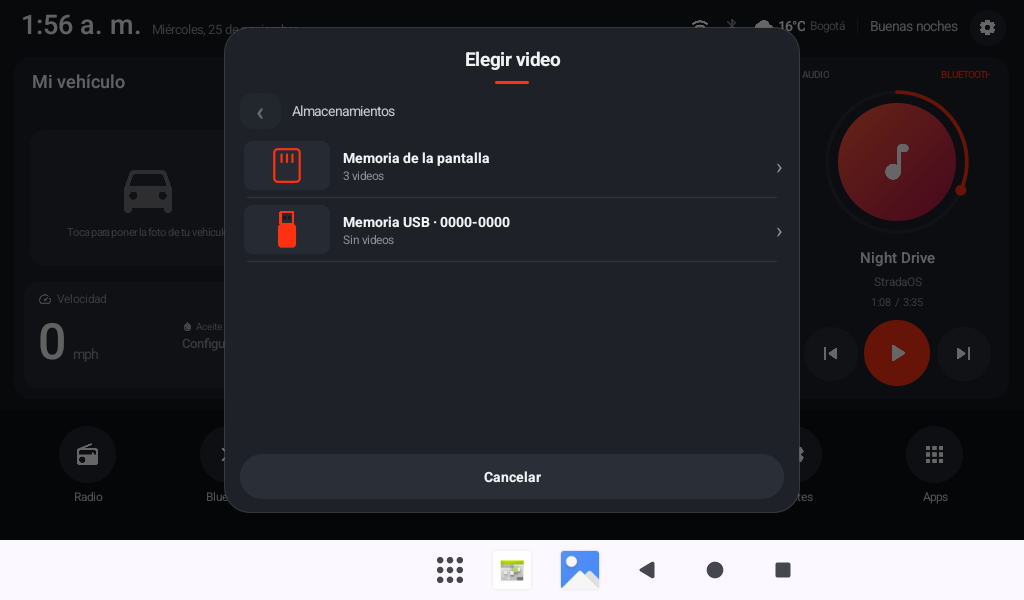 1:56 a. m.
Miércoles, 25 de
16°C Bogotá
Buenas noches
Elegir video
Mi vehículo
AUDIO
BLUETOOTH
‹ Almacenamientos
Memoria de la pantalla
3 videos
›
Memoria USB · 0000-0000
Sin videos
›
Toca para poner la foto de tu vehícul
Night Drive
StradaOS
1:08 / 3:35
Velocidad
0 mph
Aceite
Configu
Cancelar
Radio
Blue
tes
Apps